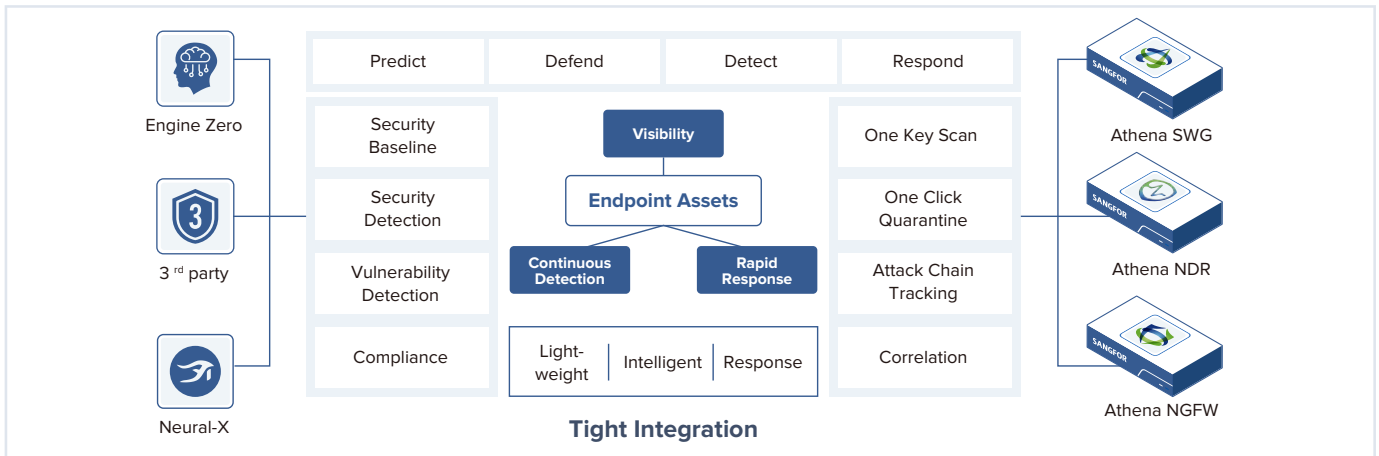 Predict
Defend
Detect
Respond
Engine Zero
3
3 rd party
Neural-X
Security
Baseline
Security
Detection
Vulnerability
Detection
Compliance
Visibility
Endpoint Assets
Continuous
Detection
Rapid
Response
Light-
weight
Intelligent
Response
Tight Integration
One Key Scan
One Click
Quarantine
Attack Chain
Tracking
Correlation
SANGFOR
Athena SWG
SANGFOR
Athena NDR
SANGFOR
Athena NGFW